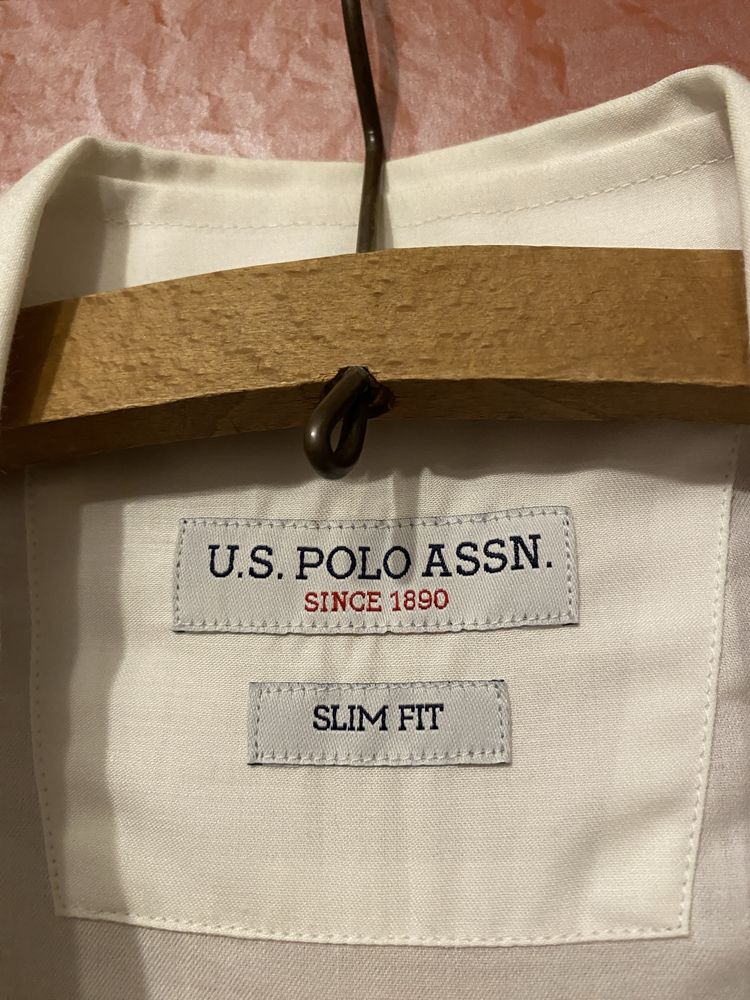 U.S. POLO ASSN.
SINCE 1890
SLIM FIT